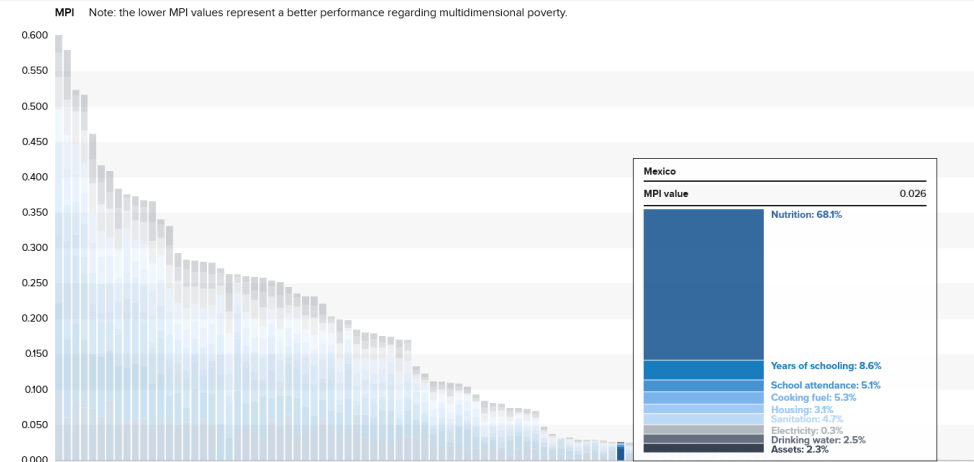 MPI Note: the lower MPI values represent a better performance regarding multidimensional poverty.
0.600
0.550
0.500
0.450
0.400
0.350
0.300
0.250
0.200
0.150
0.100
0.050
0.000
Mexico
MPI value 0.026
Nutrition: 68.1%
Years of schooling: 8.6%
School attendance: 5.1%
Cooking fuel: 5.3%
Housing: 3.1%
Sanitation: 4.7%
Electricity: 0.3%
Drinking water: 2.5%
Assets: 2.3%